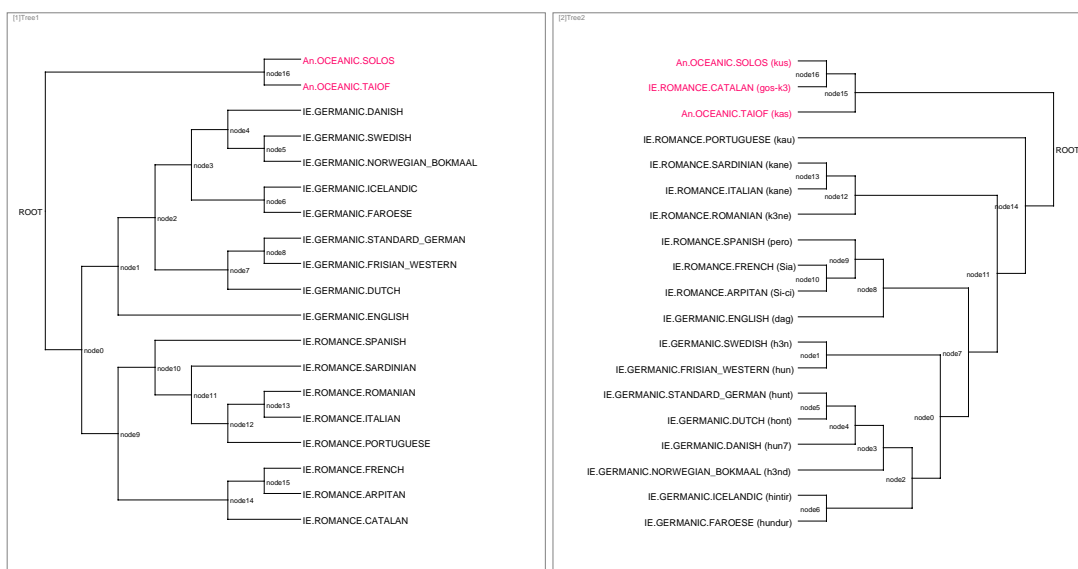 [1]Tree1
An.OCEANIC.SOLOS
node16
An.OCEANIC.TAIOF
IE.GERMANIC.DANISH
node4
IE.GERMANIC.SWEDISH
node5
IE.GERMANIC.NORWEGIAN_BOKMAAL
node3
IE.GERMANIC.ICELANDIC
node6
IE.GERMANIC.FAROESE
ROOT
node2
IE.GERMANIC.STANDARD_GERMAN
node8
IE.GERMANIC.FRISIAN_WESTERN
node7
node1
IE.GERMANIC.DUTCH
IE.GERMANIC.ENGLISH
IE.ROMANCE.SPANISH
node0
node10
IE.ROMANCE.SARDINIAN
IE.ROMANCE.ROMANIAN
node11
node13
IE.ROMANCE.ITALIAN
node12
node9
IE.ROMANCE.PORTUGUESE
IE.ROMANCE.FRENCH
node15
IE.ROMANCE.ARPITAN
node14
IE.ROMANCE.CATALAN
[2]Tree2
An.OCEANIC.SOLOS (kus)
node16
IE.ROMANCE.CATALAN (gos-k3)
node15
An.OCEANIC.TAIOF (kas)
IE.ROMANCE.PORTUGUESE (kau)
ROOT
IE.ROMANCE.SARDINIAN (kane)
node13
IE.ROMANCE.ITALIAN (kane)
node12
node14
IE.ROMANCE.ROMANIAN (k3ne)
IE.ROMANCE.SPANISH (pero)
node9
IE.ROMANCE.FRENCH (Sia)
node11
node10
IE.ROMANCE.ARPITAN (Si-ci)
node8
IE.GERMANIC.ENGLISH (dag)
IE.GERMANIC.SWEDISH (h3n)
node1
node7
IE.GERMANIC.FRISIAN_WESTERN (hun)
IE.GERMANIC.STANDARD_GERMAN (hunt)
node5
node0
IE.GERMANIC.DUTCH (hont)
node4
IE.GERMANIC.DANISH (hun7)
node3
IE.GERMANIC.NORWEGIAN_BOKMAAL (h3nd)
node2
IE.GERMANIC.ICELANDIC (hintir)
node6
IE.GERMANIC.FAROESE (hundur)